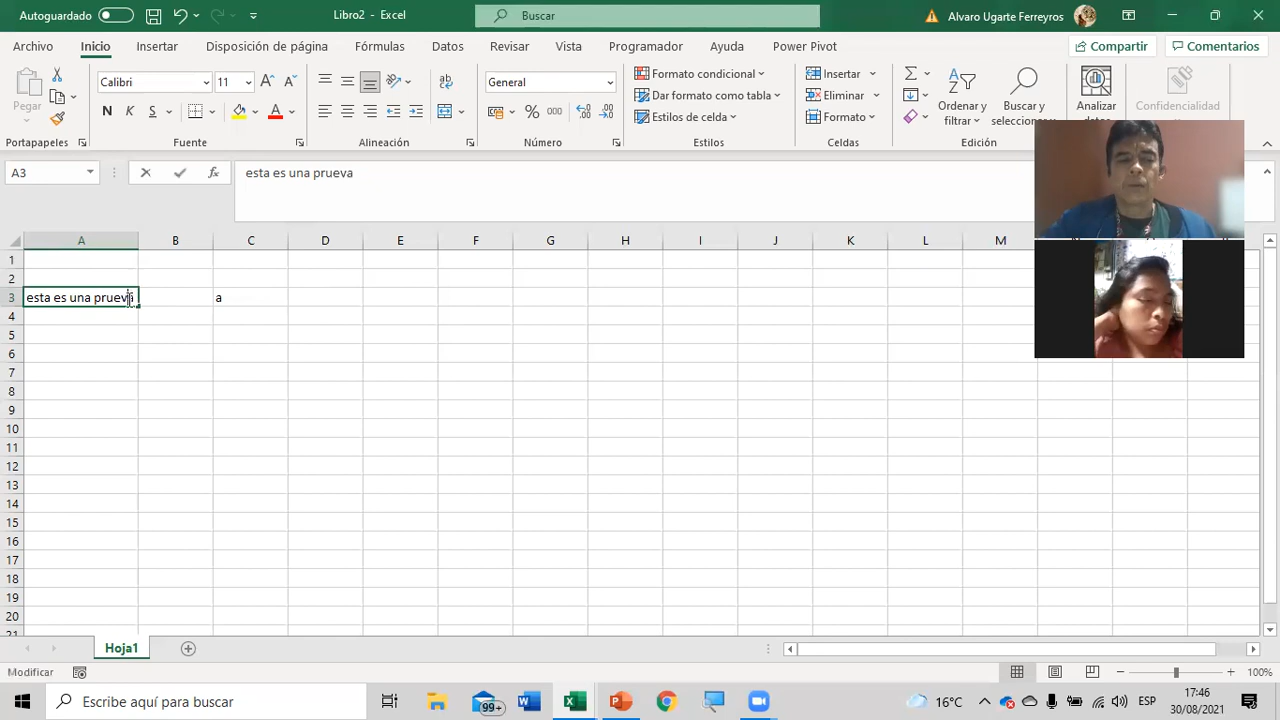 Autoguardado
Libro2 - Excel
Buscar
Alvaro Ugarte Ferreyros
Archivo
Inicio
Insertar
Disposición de página
Fórmulas
Datos
Revisar
Vista
Programador
Ayuda
Power Pivot
Compartir
Comentarios
Pegar
Calibri
11
N K S
General
Formato condicional
Dar formato como tabla
Estilos de celda
Insertar
Eliminar
Formato
Ordenar y
filtrar
Buscar y
seleccionar
Analizar
datos
Confidencialidad
Portapapeles
Fuente
Alineación
Número
Estilos
Celdas
Edición
A3
esta es una prueva
A B C D E F G H I J K L M
1
2
3 esta es una prueva a
4
5
6
7
8
9
10
11
12
13
14
15
16
17
18
19
20
21
Hoja1
Modificar
100%
Escribe aquí para buscar
99+
16°C
ESP
17:46
30/08/2021